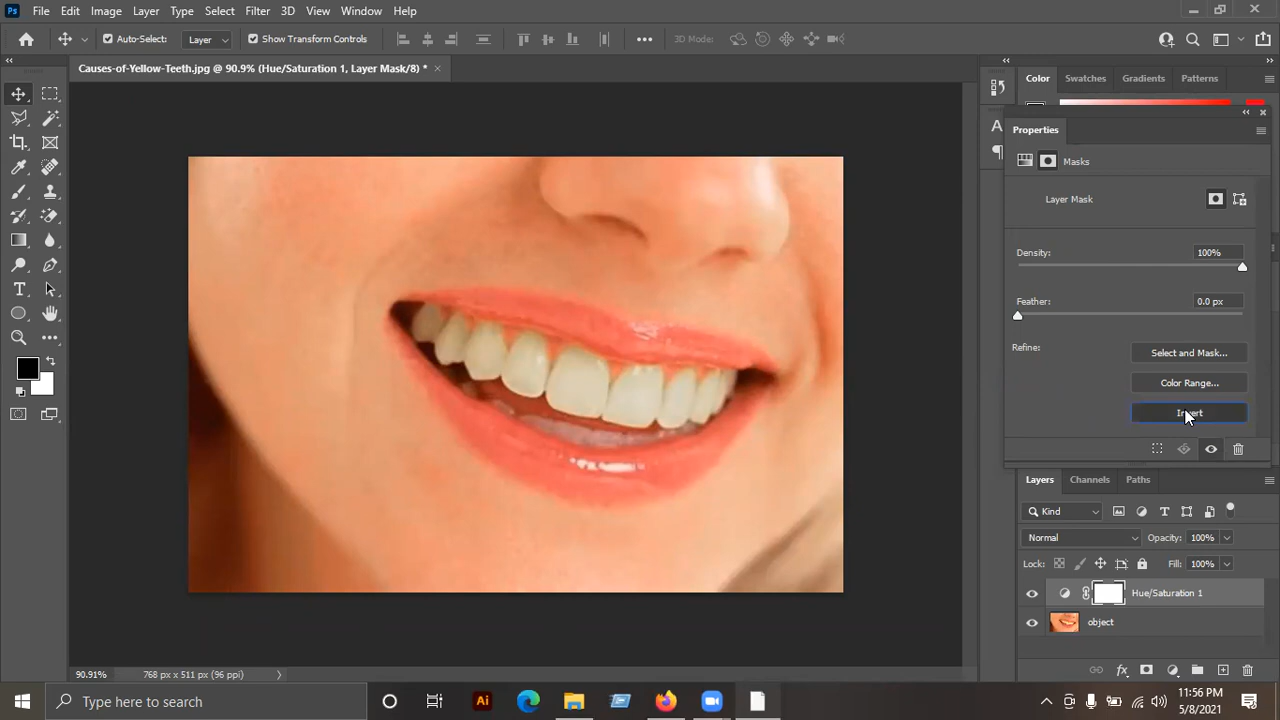 Ps File Edit Image Layer Type Select Filter 3D View Window Help
Auto-Select: Layer Show Transform Controls 3D Mode:
Causes-of-Yellow-Teeth.jpg @ 90.9% (Hue/Saturation 1, Layer Mask/8) *
Color Swatches Gradients Patterns
Properties
Masks
Layer Mask
Density: 100%
Feather: 0.0 px
Refine:
Select and Mask...
Color Range...
Invert
Layers Channels Paths
Kind
Normal Opacity: 100%
Lock: Fill: 100%
Hue/Saturation 1
object
90.91% 768 px x 511 px (96 ppi)
Type here to search
Ai
11:56 PM
5/8/2021